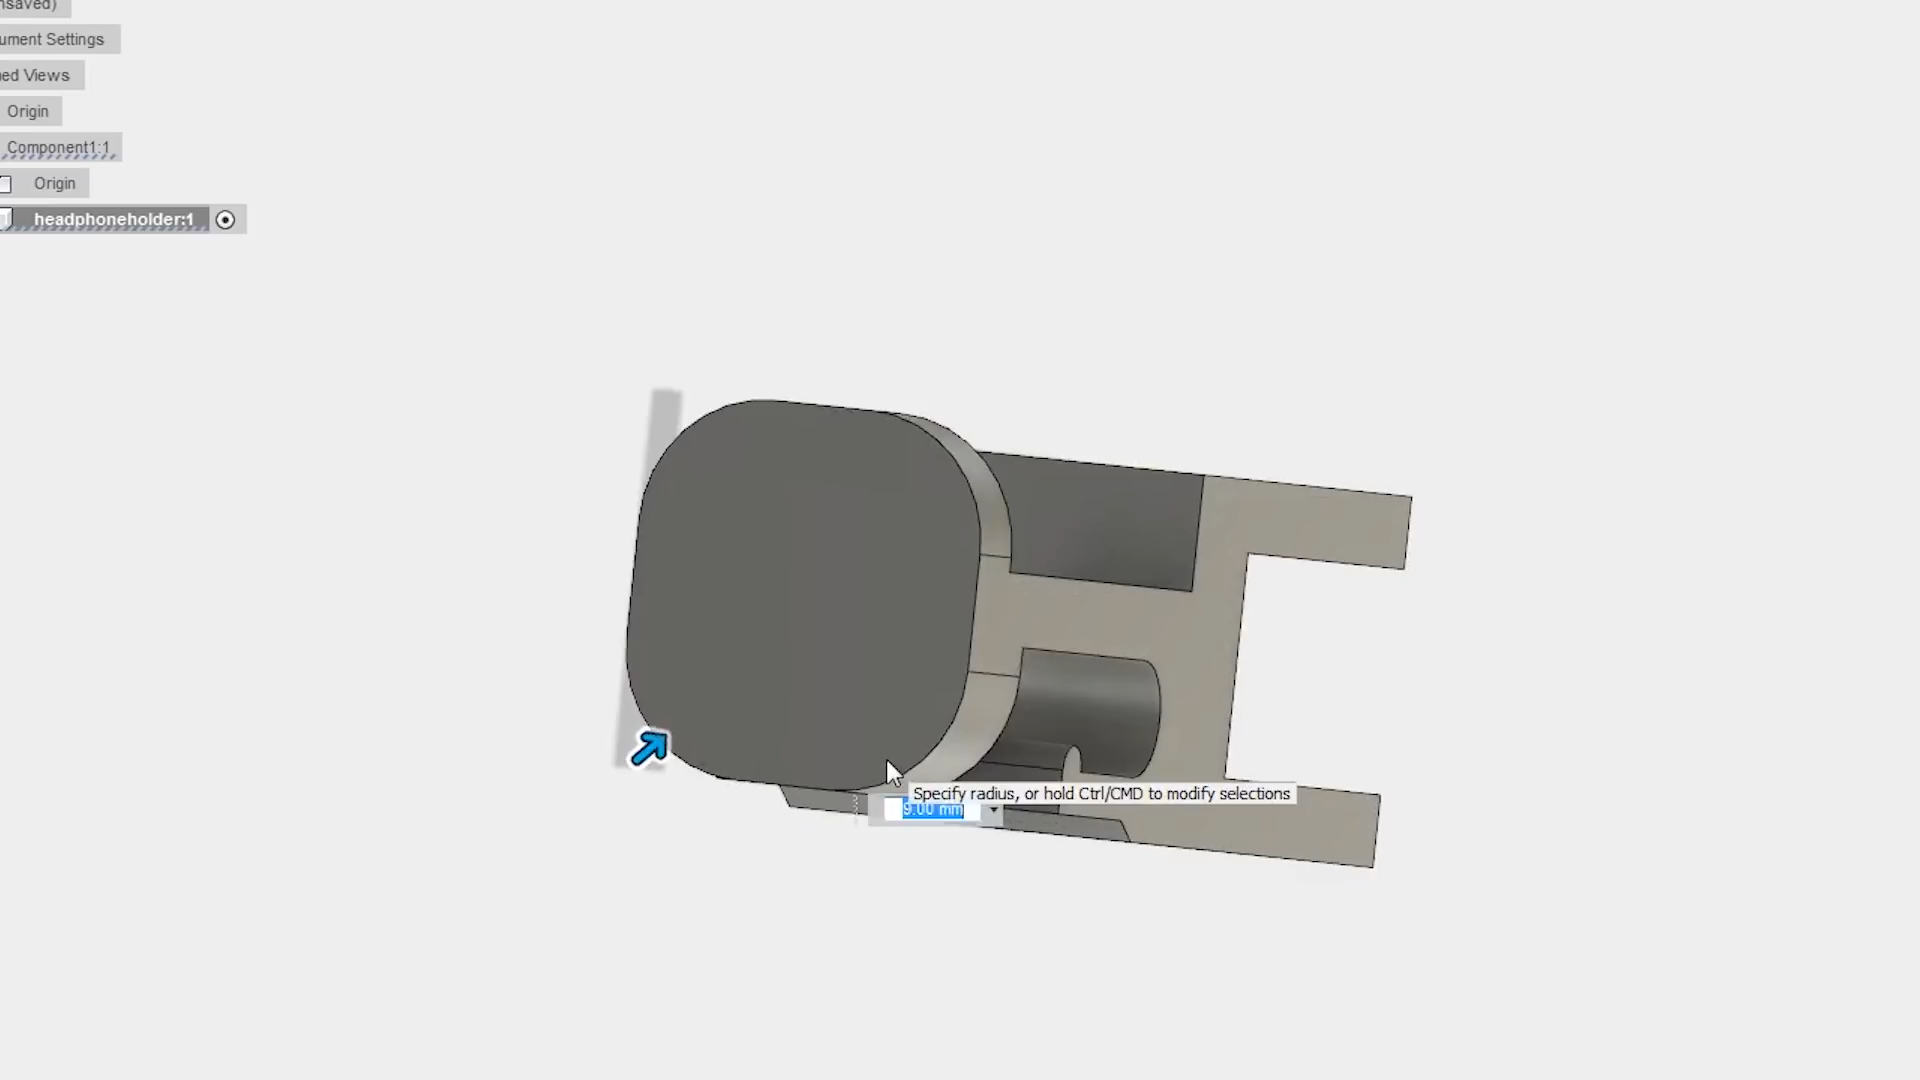 nsaved)
ument Settings
ed Views
Origin
Component1:1
Origin
headphoneholder:1
Specify radius, or hold Ctrl/CMD to modify selections
9.00 mm